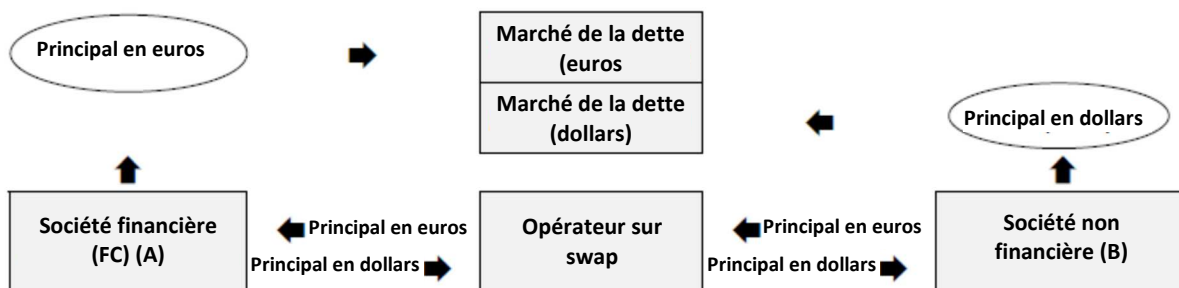 Principal en euros
Marché de la dette
(euros
Marché de la dette
(dollars)
Principal en dollars
Société financière
(FC) (A)
Principal en euros
Principal en dollars
Opérateur sur
swap
Principal en euros
Principal en dollars
Société non
financière (B)